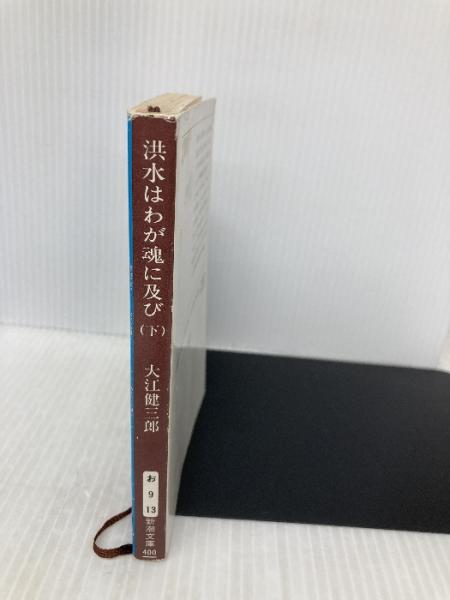 洪水はわが魂に及び（下）
大江健三郎
お
9
13
新潮文庫
400